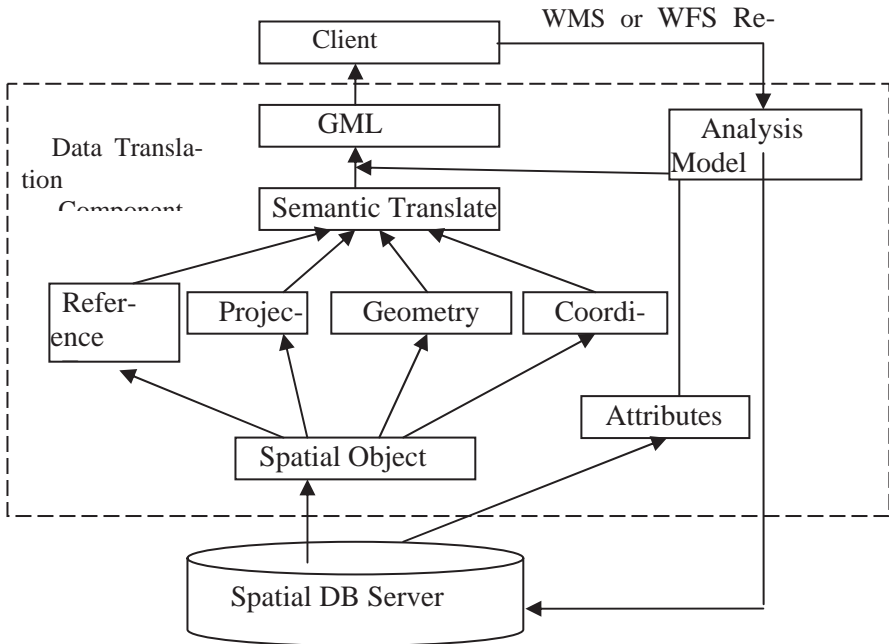 WMS or WFS Re-
Client
GML
Analysis
Model
Data Transla-
tion
Component
Semantic Translate
Refer-
ence
Projec-
Geometry
Coordi-
Attributes
Spatial Object
Spatial DB Server